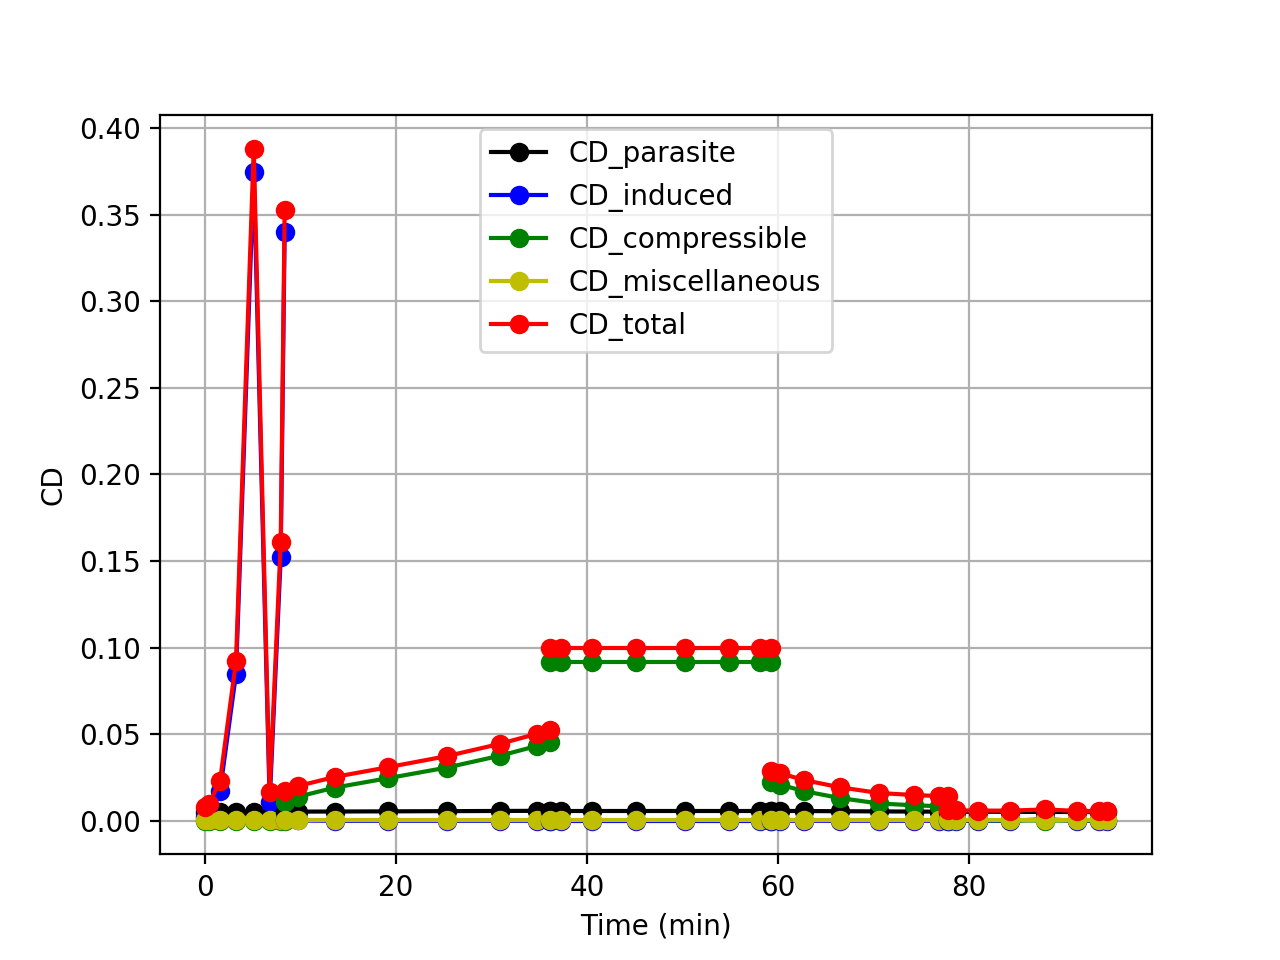 0.40
0.35
0.30
0.25
0.20
0.15
0.10
0.05
0.00
CD
CD_parasite
CD_induced
CD_compressible
CD_miscellaneous
CD_total
0 20 40 60 80
Time (min)